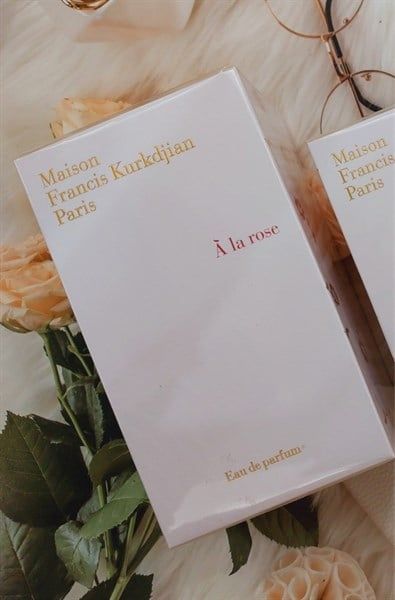 Maison
Francis Kurkdjian
Paris
À la rose
Eau de parfum
Maison
Francis
Paris